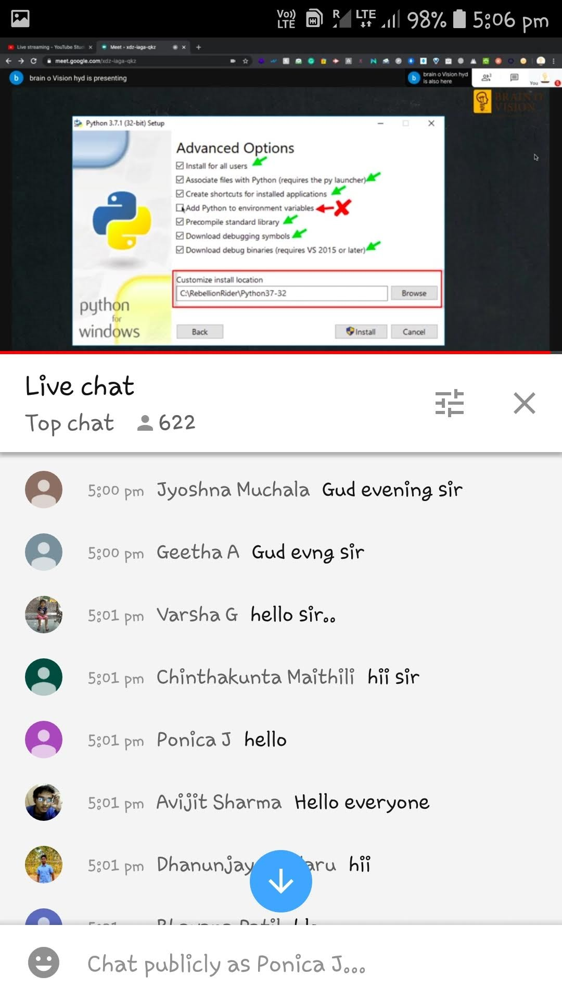 Vo)) LTE R LTE 98% 5:06 pm
Live streaming - YouTube Stu
Meet - xdz-iaga-qkz
meet.google.com/xdz-iaga-qkz
b brain o Vision hyd is presenting
b brain o Vision hyd
is also here
3
You
BRAIN O
VISION
Python 3.7.1 (32-bit) Setup
Advanced Options
Install for all users
Associate files with Python (requires the py launcher)
Create shortcuts for installed applications
Add Python to environment variables
Precompile standard library
Download debugging symbols
Download debug binaries (requires VS 2015 or later)
Customize install location
C:\RebellionRider\Python37-32 Browse
python
for
windows
Back Install Cancel
Live chat
Top chat 622
5:00 pm Jyoshna Muchala Gud evening sir
5:00 pm Geetha A Gud evng sir
5:01 pm Varsha G hello sir..
5:01 pm Chinthakunta Maithili hii sir
5:01 pm Ponica J hello
5:01 pm Avijit Sharma Hello everyone
5:01 pm hii
Chat publicly as Ponica J...